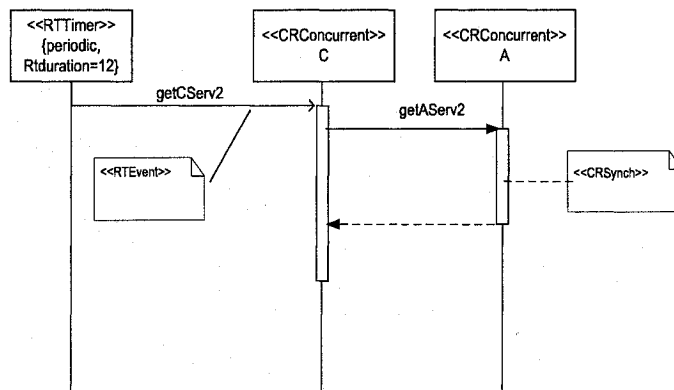 <<RTTimer>>
{periodic,
Rtduration=12}
<<CRConcurrent>>
C
<<CRConcurrent>>
A
getCServ2
getAServ2
<<RTEvent>>
<<CRSynch>>